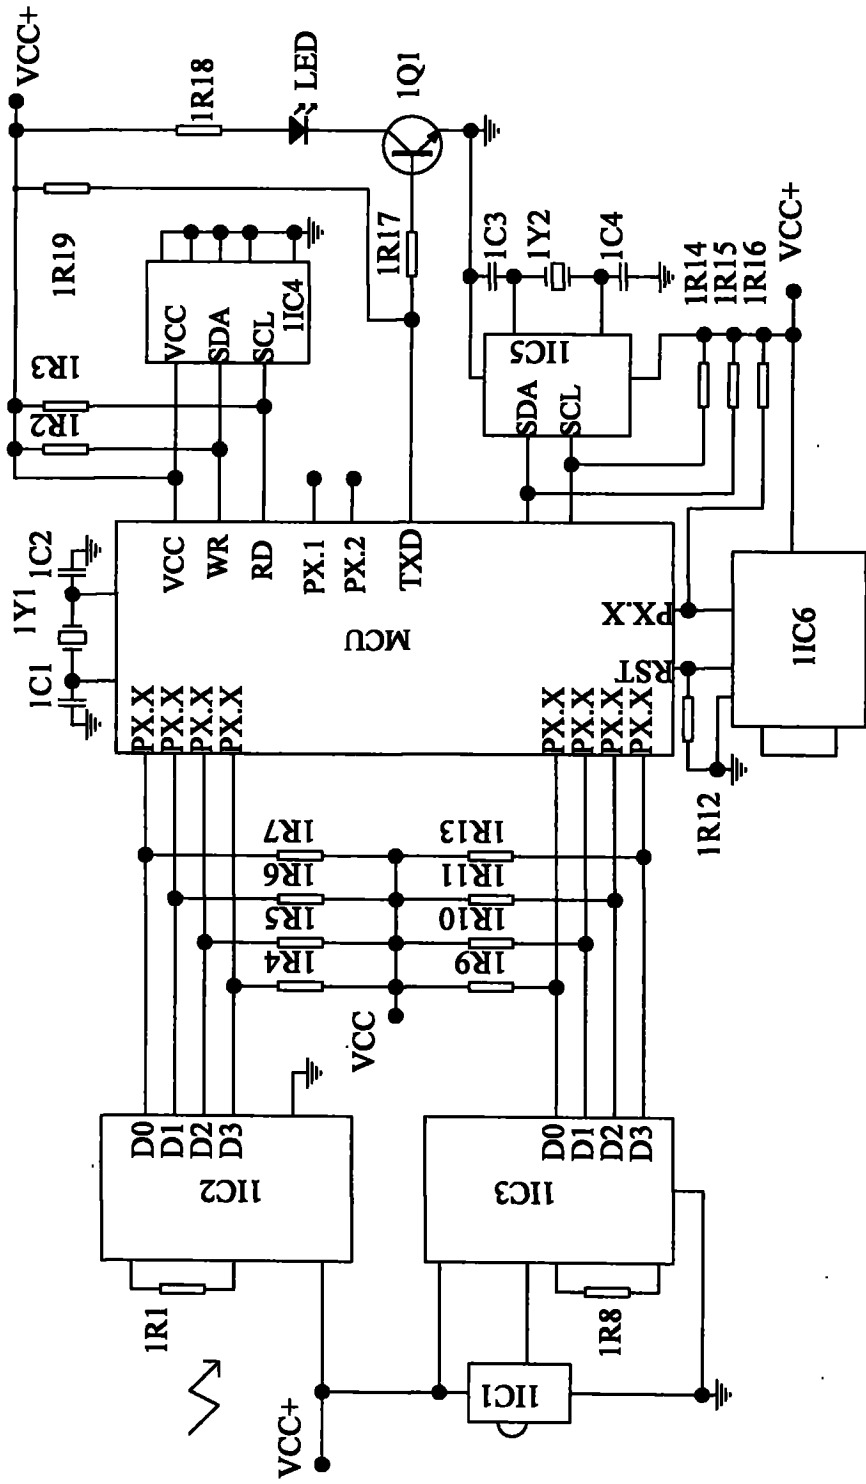 VCC+
1R18
LED
1Q1
1R19
1R17
VCC
SDA
SCL
1IC4
1R3
1R2
1C3
1Y2
1C4
1IC5
SDA
SCL
1R14
1R15
1R16
VCC+
1C2
1Y1
1C1
VCC
WR
RD
PX.1
PX.2
TXD
MCU
PX.X
RST
PX.X
PX.X
PX.X
PX.X
PX.X
PX.X
PX.X
PX.X
1IC6
1R12
1R7
1R6
1R5
1R4
1R13
1R11
1R10
1R9
VCC
D0
D1
D2
D3
1IC2
D0
D1
D2
D3
1IC3
1R1
1R8
1IC1
VCC+